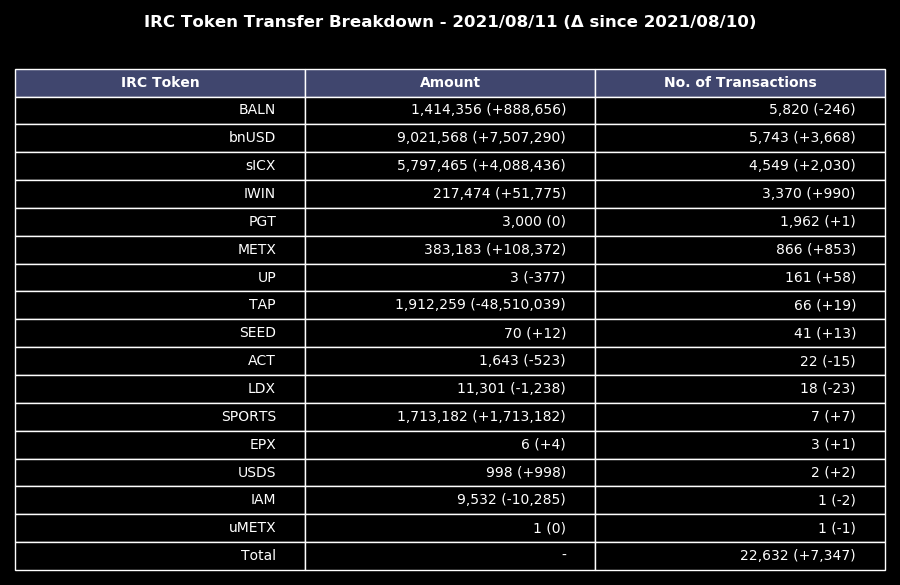 IRC Token Transfer Breakdown - 2021/08/11 (Δ since 2021/08/10)
IRC Token Amount No. of Transactions
BALN 1,414,356 (+888,656) 5,820 (-246)
bnUSD 9,021,568 (+7,507,290) 5,743 (+3,668)
sICX 5,797,465 (+4,088,436) 4,549 (+2,030)
IWIN 217,474 (+51,775) 3,370 (+990)
PGT 3,000 (0) 1,962 (+1)
METX 383,183 (+108,372) 866 (+853)
UP 3 (-377) 161 (+58)
TAP 1,912,259 (-48,510,039) 66 (+19)
SEED 70 (+12) 41 (+13)
ACT 1,643 (-523) 22 (-15)
LDX 11,301 (-1,238) 18 (-23)
SPORTS 1,713,182 (+1,713,182) 7 (+7)
EPX 6 (+4) 3 (+1)
USDS 998 (+998) 2 (+2)
IAM 9,532 (-10,285) 1 (-2)
uMETX 1 (0) 1 (-1)
Total - 22,632 (+7,347)